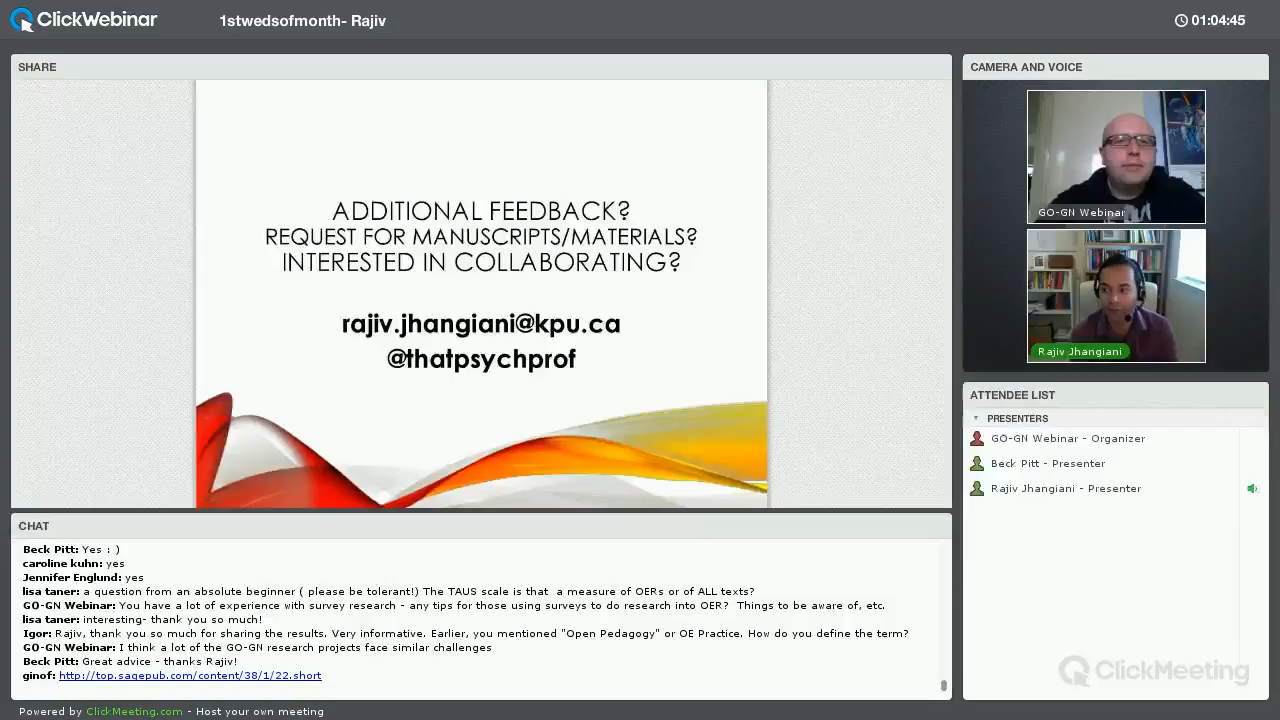 ClickWebinar
1stwedsofmonth- Rajiv
01:04:45
SHARE
ADDITIONAL FEEDBACK?
REQUEST FOR MANUSCRIPTS/MATERIALS?
INTERESTED IN COLLABORATING?
rajiv.jhangiani@kpu.ca
@thatpsychprof
CAMERA AND VOICE
GO-GN Webinar
Rajiv Jhangiani
ATTENDEE LIST
PRESENTERS
GO-GN Webinar - Organizer
Beck Pitt - Presenter
Rajiv Jhangiani - Presenter
CHAT
Beck Pitt: Yes : )
caroline kuhn: yes
Jennifer Englund: yes
lisa taner: a question from an absolute beginner ( please be tolerant!) The TAUS scale is that  a measure of OERs or of ALL texts?
GO-GN Webinar: You have a lot of experience with survey research - any tips for those using surveys to do research into OER?  Things to be aware of, etc.
lisa taner: interesting- thank you so much!
Igor: Rajiv, thank you so much for sharing the results. Very informative. Earlier, you mentioned "Open Pedagogy" or OE Practice. How do you define the term?
GO-GN Webinar: I think a lot of the GO-GN research projects face similar challenges
Beck Pitt: Great advice - thanks Rajiv!
ginof: http://top.sagepub.com/content/38/1/22.short
ClickMeeting
Powered by ClickMeeting.com - Host your own meeting